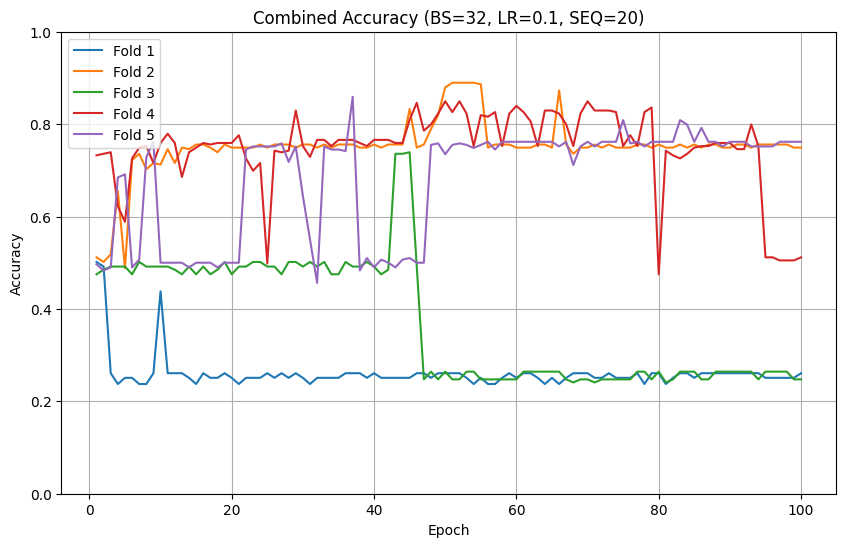 Combined Accuracy (BS=32, LR=0.1, SEQ=20)
Fold 1
Fold 2
Fold 3
Fold 4
Fold 5
Accuracy
1.0
0.8
0.6
0.4
0.2
0.0
0 20 40 60 80 100
Epoch